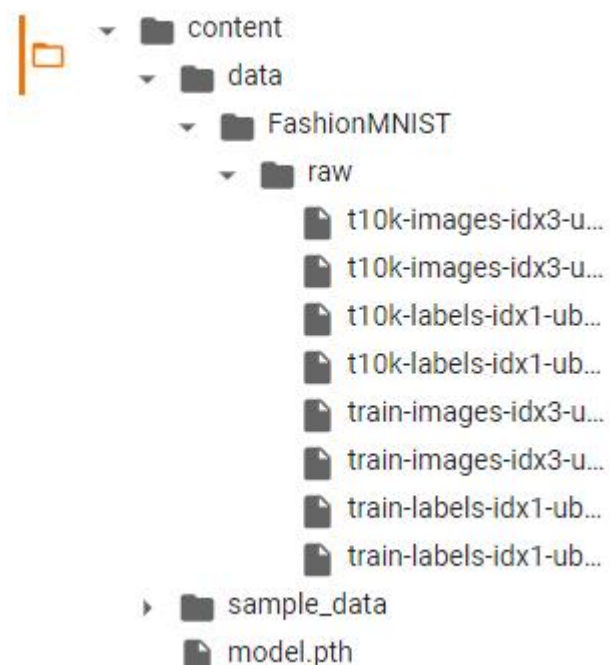 content
data
FashionMNIST
raw
t10k-images-idx3-u...
t10k-images-idx3-u...
t10k-labels-idx1-ub...
t10k-labels-idx1-ub...
train-images-idx3-u...
train-images-idx3-u...
train-labels-idx1-ub...
train-labels-idx1-ub...
sample_data
model.pth